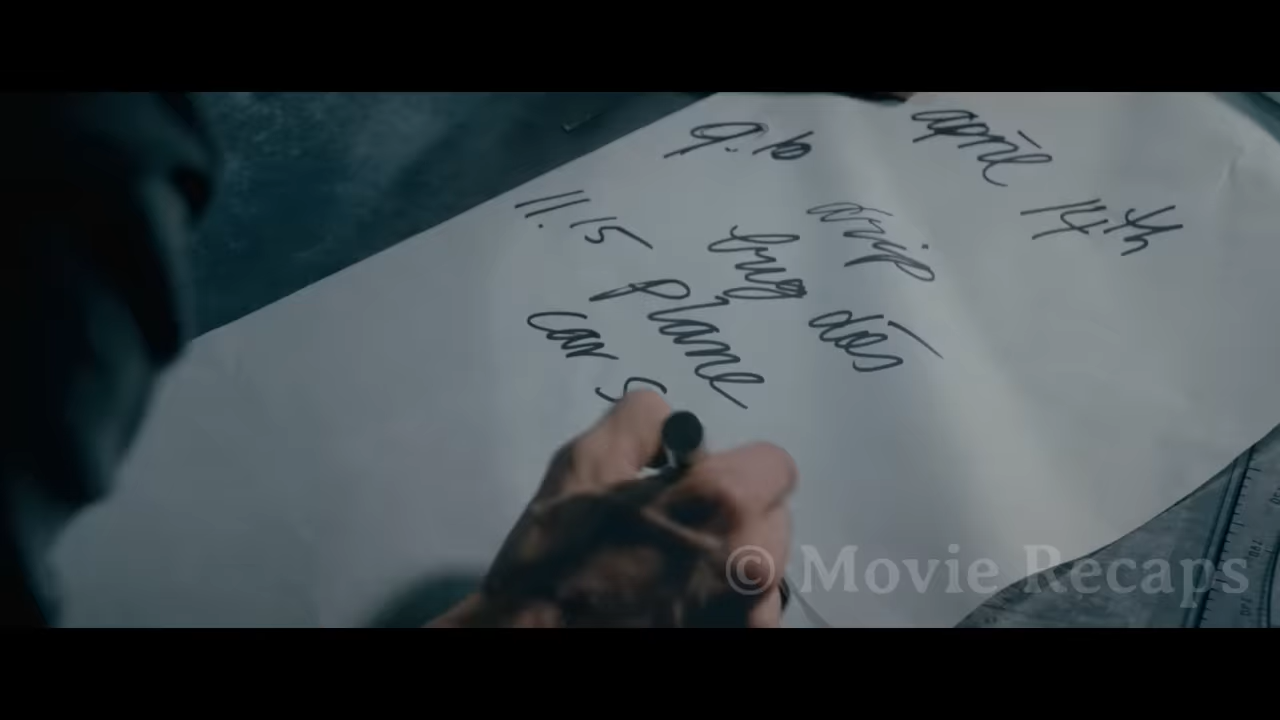 april 14th
9.10 drip
bug dies
11.15 plane
car s
© Movie Recaps